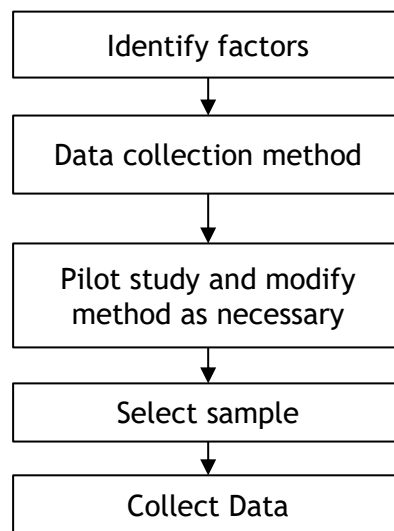 Identify factors
Data collection method
Pilot study and modify
method as necessary
Select sample
Collect Data